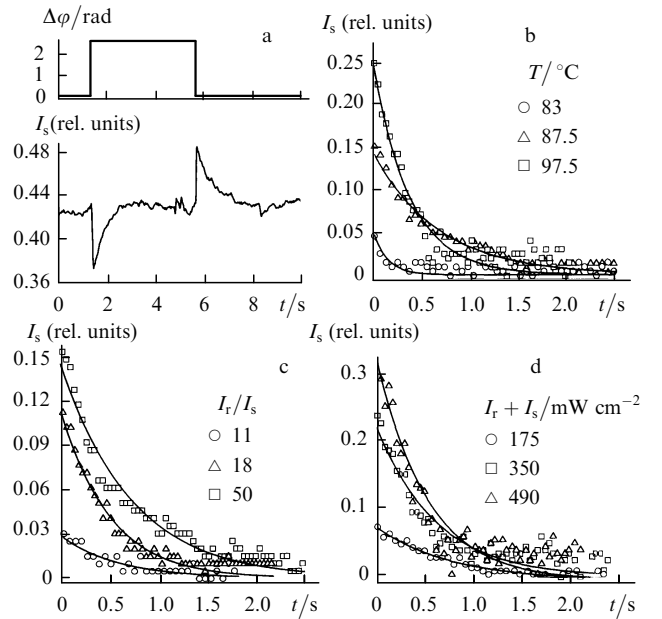 Δφ/rad
a
2
1
0
I_s(rel. units)
0.48
0.44
0.40
0.36
0 2 4 6 8 t/s
I_s (rel. units)
b
0.25
0.20
0.15
0.10
0.05
0
T/°C
83
87.5
97.5
0 0.5 1.0 1.5 2.0 t/s
I_s (rel. units)
c
0.15
0.12
0.09
0.06
0.03
0
I_r/I_s
11
18
50
0 0.5 1.0 1.5 2.0 t/s
I_s (rel. units)
d
0.3
0.2
0.1
0
I_r + I_s/mW cm⁻²
175
350
490
0 0.5 1.0 1.5 2.0 t/s